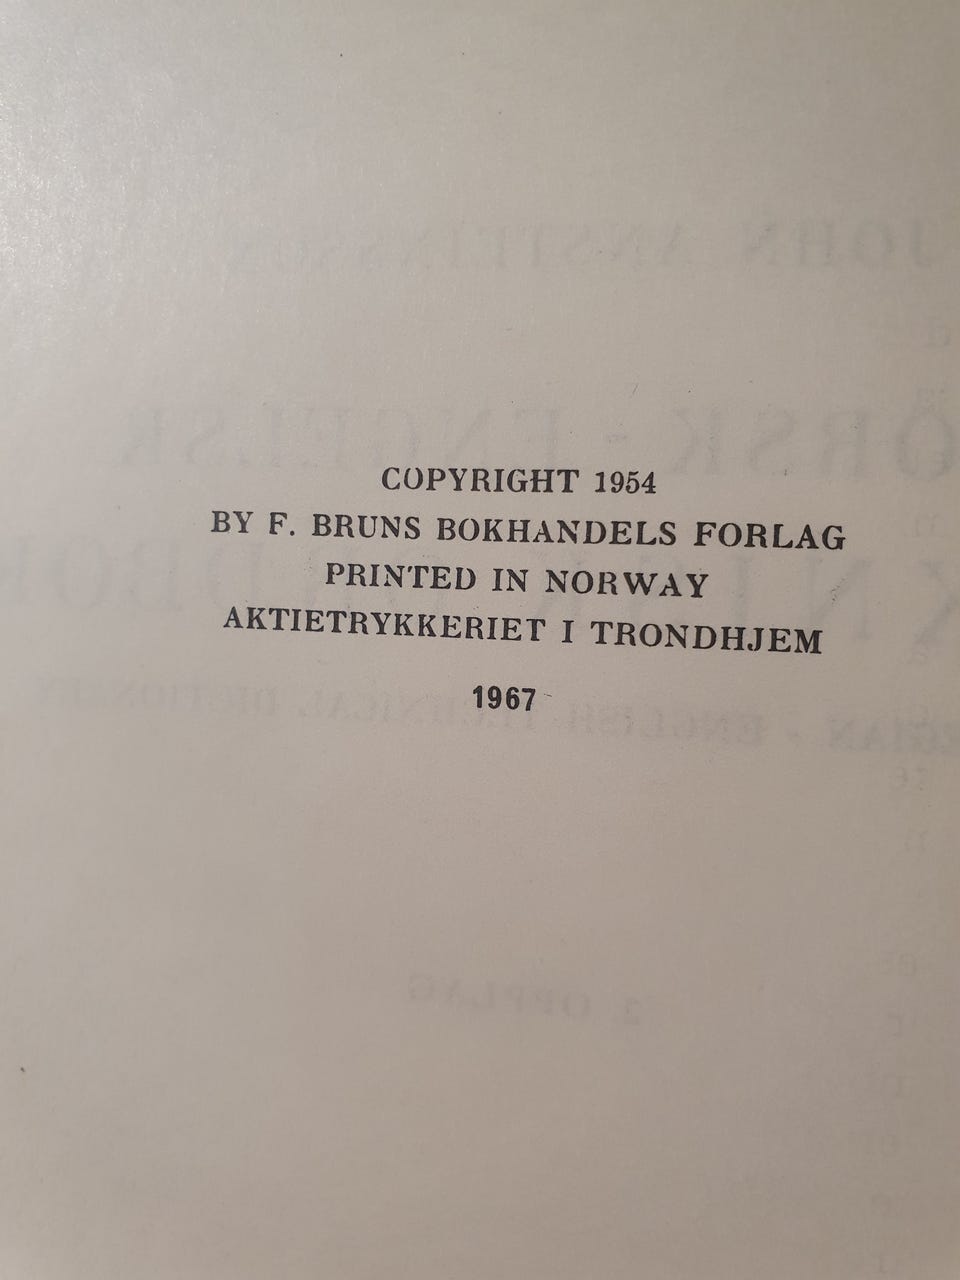 COPYRIGHT 1954
BY F. BRUNS BOKHANDELS FORLAG
PRINTED IN NORWAY
AKTIETRYKKERIET I TRONDHJEM
1967